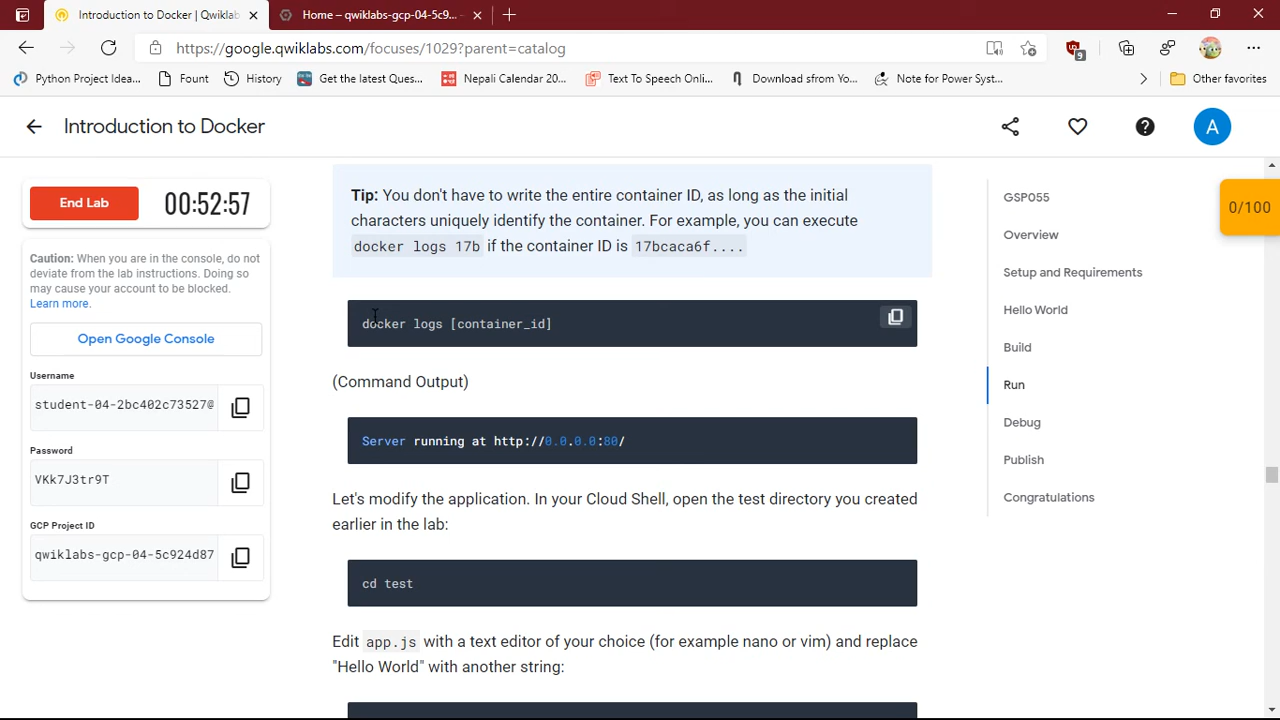 Introduction to Docker | Qwiklab
Home – qwiklabs-gcp-04-5c9...
https://google.qwiklabs.com/focuses/1029?parent=catalog
9
Python Project Idea...
Fount
History
Get the latest Ques...
Nepali Calendar 20...
Text To Speech Onli...
Download sfrom Yo...
Note for Power Syst...
Other favorites
Introduction to Docker
A
End Lab
00:52:57
Caution: When you are in the console, do not
deviate from the lab instructions. Doing so
may cause your account to be blocked.
Learn more.
Open Google Console
Username
student-04-2bc402c73527@
Password
VKk7J3tr9T
GCP Project ID
qwiklabs-gcp-04-5c924d87
Tip: You don't have to write the entire container ID, as long as the initial
characters uniquely identify the container. For example, you can execute
docker logs 17b if the container ID is 17bcaca6f....
docker logs [container_id]
(Command Output)
Server running at http://0.0.0.0:80/
Let's modify the application. In your Cloud Shell, open the test directory you created
earlier in the lab:
cd test
Edit app.js with a text editor of your choice (for example nano or vim) and replace
"Hello World" with another string:
GSP055
Overview
Setup and Requirements
Hello World
Build
Run
Debug
Publish
Congratulations
0/100